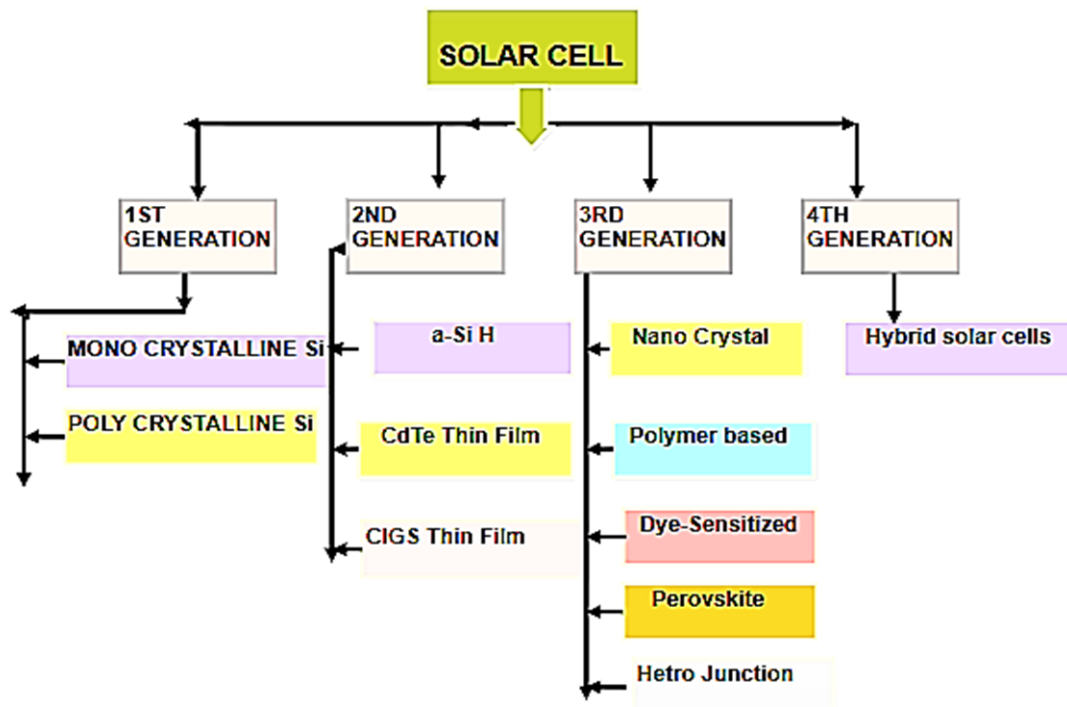 SOLAR CELL
1ST
GENERATION
MONO CRYSTALLINE Si
POLY CRYSTALLINE Si
2ND
GENERATION
a-Si H
CdTe Thin Film
CIGS Thin Film
3RD
GENERATION
Nano Crystal
Polymer based
Dye-Sensitized
Perovskite
Hetro Junction
4TH
GENERATION
Hybrid solar cells